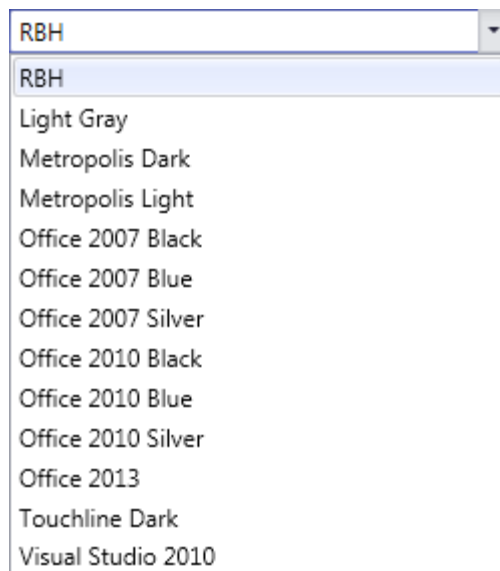 RBH
RBH
Light Gray
Metropolis Dark
Metropolis Light
Office 2007 Black
Office 2007 Blue
Office 2007 Silver
Office 2010 Black
Office 2010 Blue
Office 2010 Silver
Office 2013
Touchline Dark
Visual Studio 2010